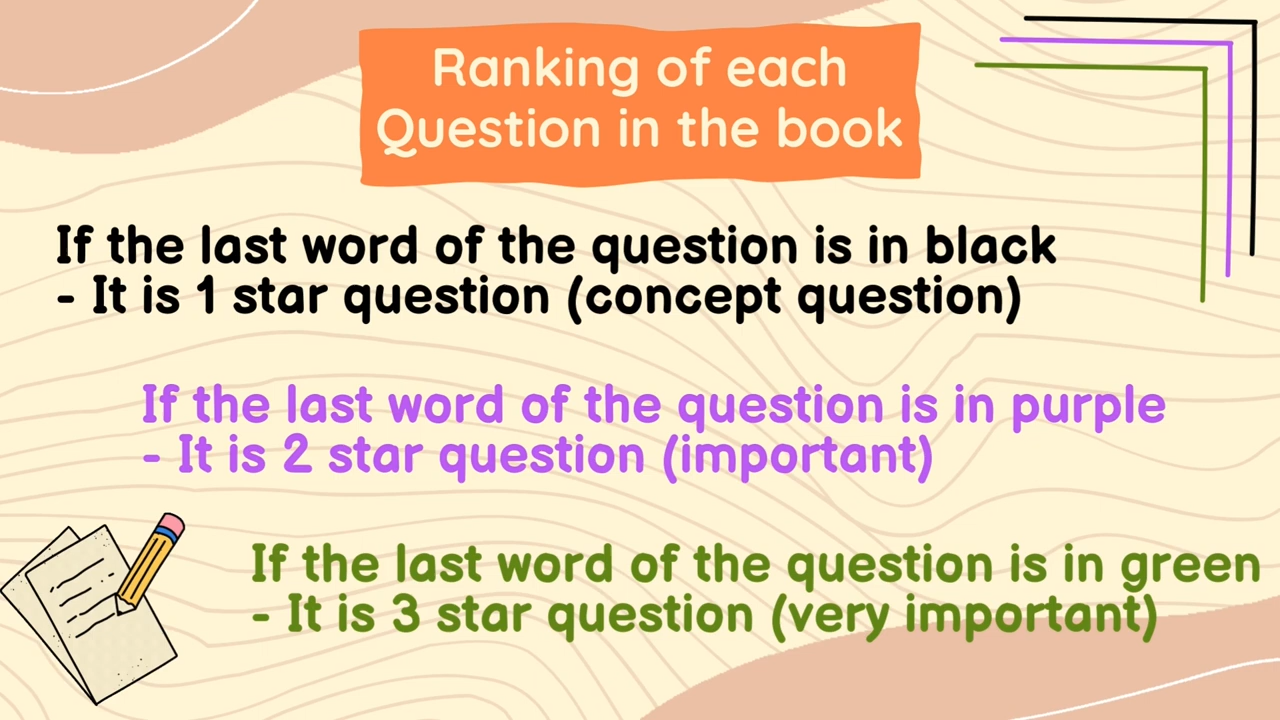 Ranking of each
Question in the book
If the last word of the question is in black
- It is 1 star question (concept question)
If the last word of the question is in purple
- It is 2 star question (important)
If the last word of the question is in green
- It is 3 star question (very important)